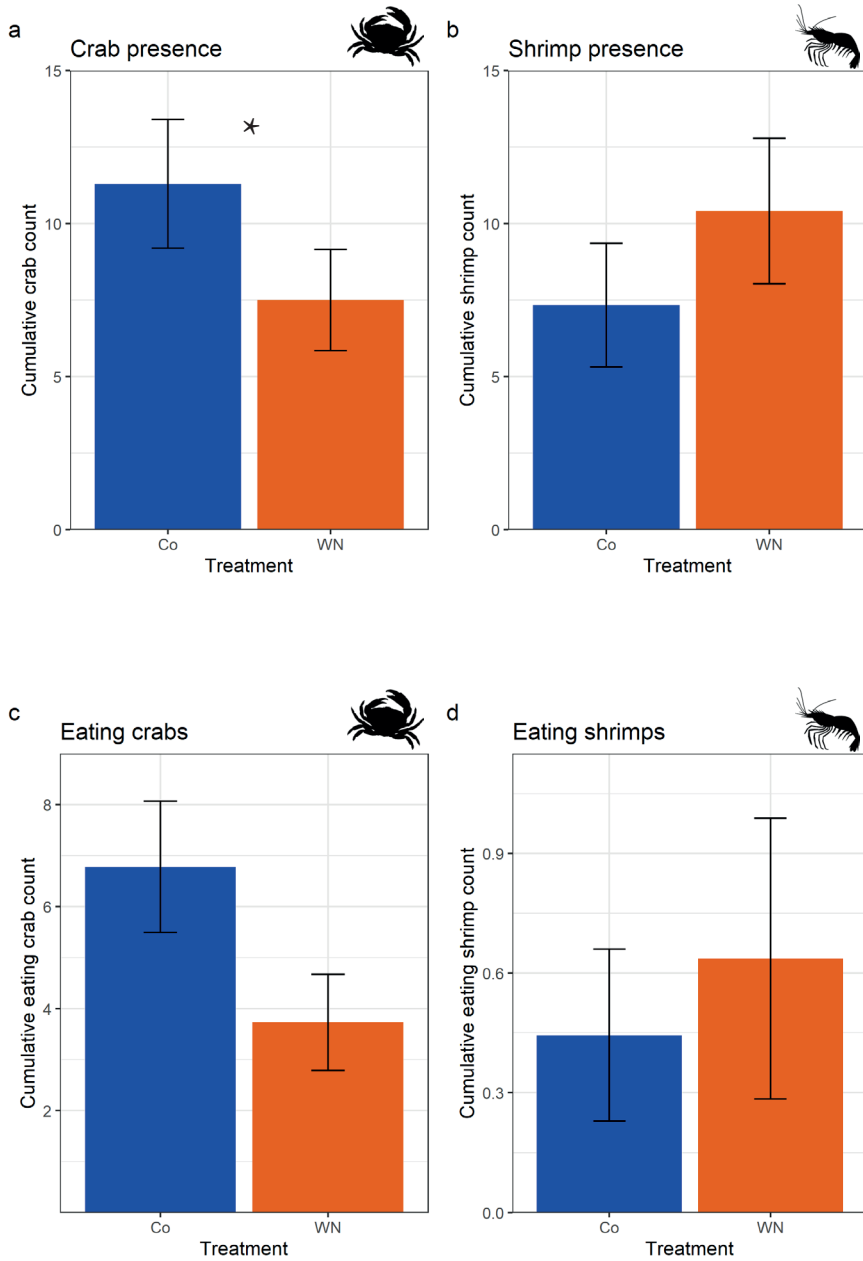 a
Crab presence
15
10
5
0
Cumulative crab count
*
Co WN
Treatment
b
Shrimp presence
15
10
5
0
Cumulative shrimp count
Co WN
Treatment
c
Eating crabs
8
6
4
2
Cumulative eating crab count
Co WN
Treatment
d
Eating shrimps
0.9
0.6
0.3
0.0
Cumulative eating shrimp count
Co WN
Treatment